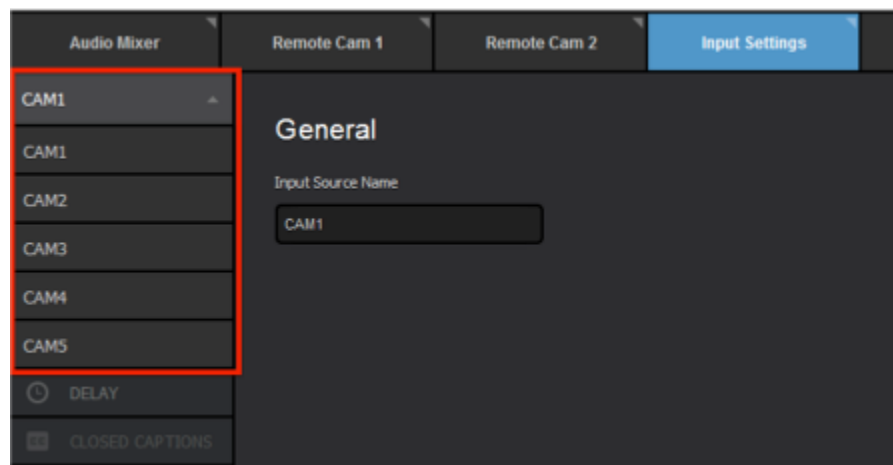 Audio Mixer
Remote Cam 1
Remote Cam 2
Input Settings
CAM1
CAM1
CAM2
CAM3
CAM4
CAM5
DELAY
CLOSED CAPTIONS
General
Input Source Name
CAM1